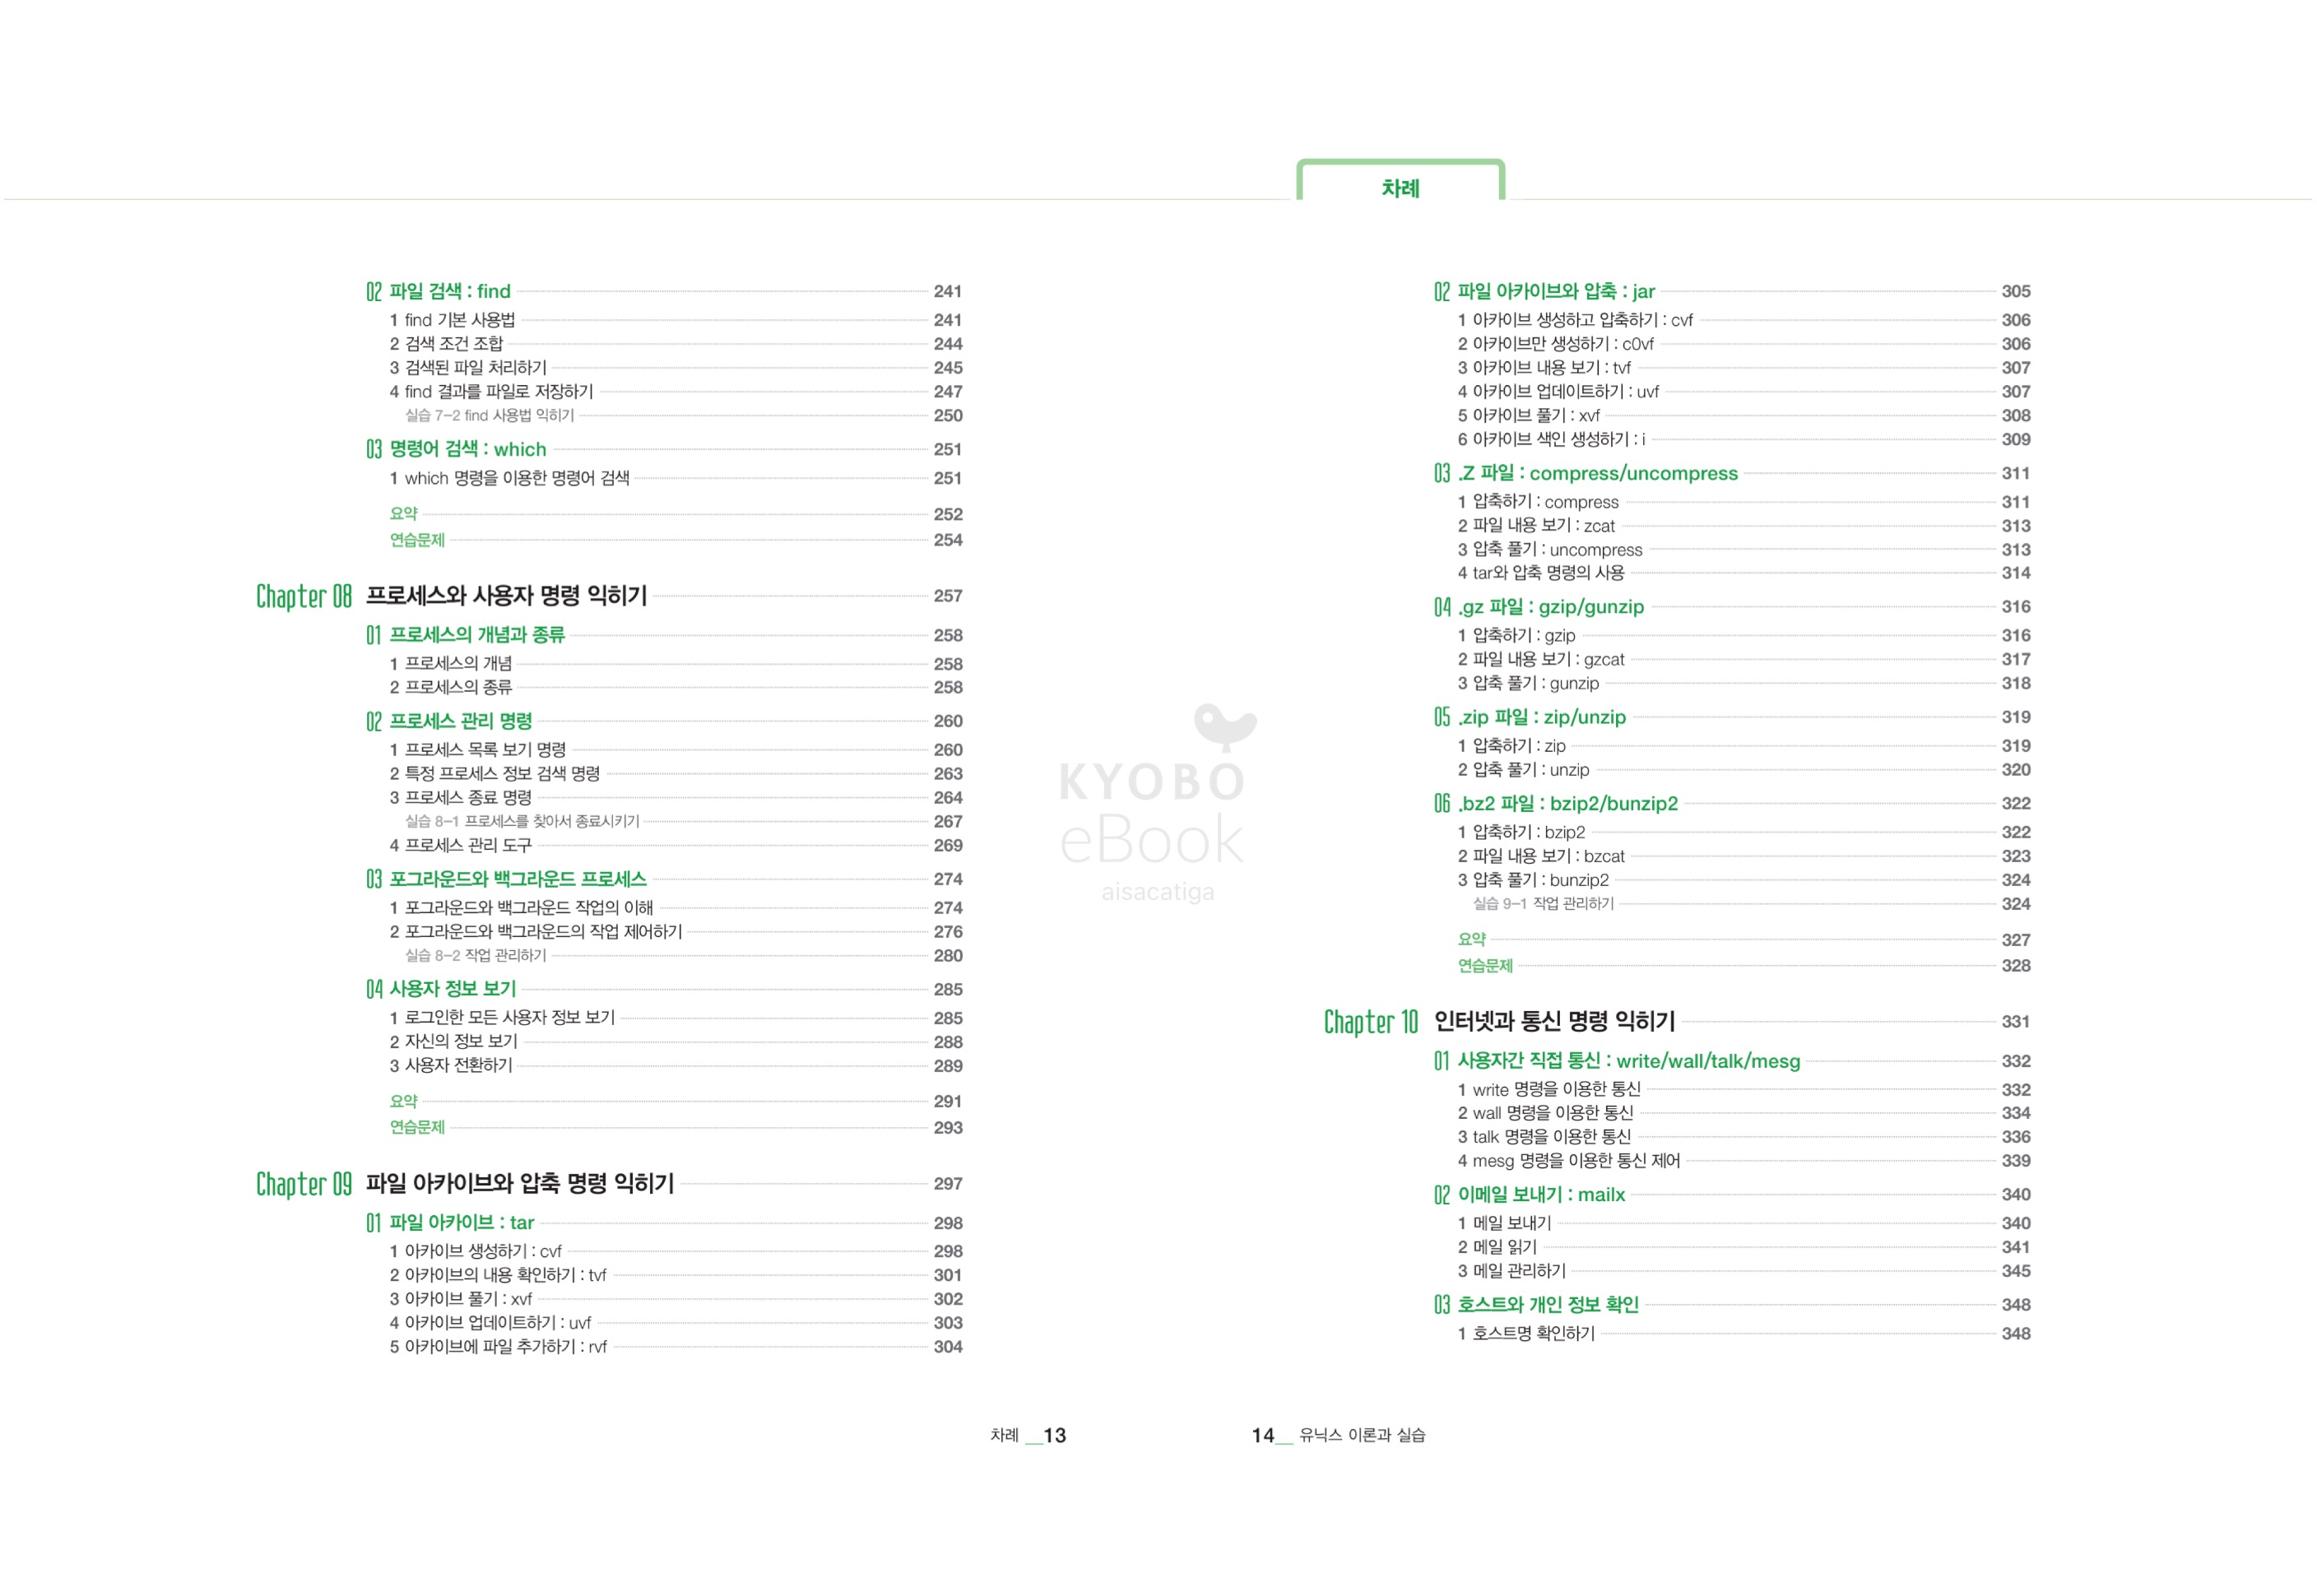 차례
02 파일 검색 : find 241
1 find 기본 사용법 241
2 검색 조건 조합 244
3 검색된 파일 처리하기 245
4 find 결과를 파일로 저장하기 247
실습 7-2 find 사용법 익히기 250
03 명령어 검색 : which 251
1 which 명령을 이용한 명령어 검색 251
요약 252
연습문제 254
Chapter 08 프로세스와 사용자 명령 익히기 257
01 프로세스의 개념과 종류 258
1 프로세스의 개념 258
2 프로세스의 종류 258
02 프로세스 관리 명령 260
1 프로세스 목록 보기 명령 260
2 특정 프로세스 정보 검색 명령 263
3 프로세스 종료 명령 264
실습 8-1 프로세스를 찾아서 종료시키기 267
4 프로세스 관리 도구 269
03 포그라운드와 백그라운드 프로세스 274
1 포그라운드와 백그라운드 작업의 이해 274
2 포그라운드와 백그라운드의 작업 제어하기 276
실습 8-2 작업 관리하기 280
04 사용자 정보 보기 285
1 로그인한 모든 사용자 정보 보기 285
2 자신의 정보 보기 288
3 사용자 전환하기 289
요약 291
연습문제 293
Chapter 09 파일 아카이브와 압축 명령 익히기 297
01 파일 아카이브 : tar 298
1 아카이브 생성하기 : cvf 298
2 아카이브의 내용 확인하기 : tvf 301
3 아카이브 풀기 : xvf 302
4 아카이브 업데이트하기 : uvf 303
5 아카이브에 파일 추가하기 : rvf 304
차례 __13
KYOBO
eBook
aisacatiga
02 파일 아카이브와 압축 : jar 305
1 아카이브 생성하고 압축하기 : cvf 306
2 아카이브만 생성하기 : c0vf 306
3 아카이브 내용 보기 : tvf 307
4 아카이브 업데이트하기 : uvf 307
5 아카이브 풀기 : xvf 308
6 아카이브 색인 생성하기 : i 309
03 .Z 파일 : compress/uncompress 311
1 압축하기 : compress 311
2 파일 내용 보기 : zcat 313
3 압축 풀기 : uncompress 313
4 tar와 압축 명령의 사용 314
04 .gz 파일 : gzip/gunzip 316
1 압축하기 : gzip 316
2 파일 내용 보기 : gzcat 317
3 압축 풀기 : gunzip 318
05 .zip 파일 : zip/unzip 319
1 압축하기 : zip 319
2 압축 풀기 : unzip 320
06 .bz2 파일 : bzip2/bunzip2 322
1 압축하기 : bzip2 322
2 파일 내용 보기 : bzcat 323
3 압축 풀기 : bunzip2 324
실습 9-1 작업 관리하기 324
요약 327
연습문제 328
Chapter 10 인터넷과 통신 명령 익히기 331
01 사용자간 직접 통신 : write/wall/talk/mesg 332
1 write 명령을 이용한 통신 332
2 wall 명령을 이용한 통신 334
3 talk 명령을 이용한 통신 336
4 mesg 명령을 이용한 통신 제어 339
02 이메일 보내기 : mailx 340
1 메일 보내기 340
2 메일 읽기 341
3 메일 관리하기 345
03 호스트와 개인 정보 확인 348
1 호스트명 확인하기 348
14__ 유닉스 이론과 실습